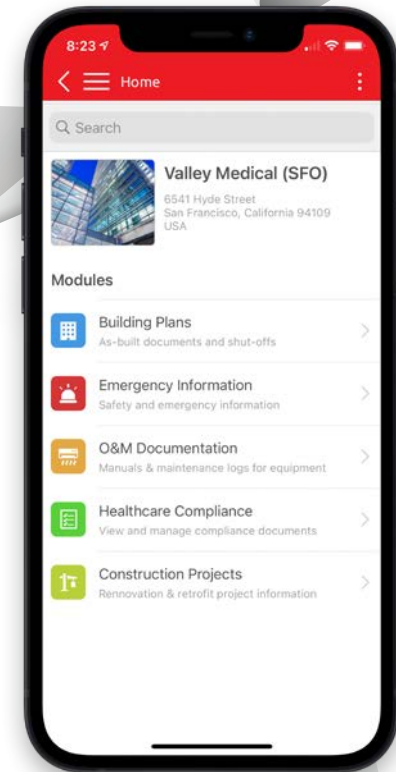 8:23
Home
Search
Valley Medical (SFO)
6541 Hyde Street
San Francisco, California 94109
USA
Modules
Building Plans
As-built documents and shut-offs
Emergency Information
Safety and emergency information
O&M Documentation
Manuals & maintenance logs for equipment
Healthcare Compliance
View and manage compliance documents
Construction Projects
Rennovation & retrofit project information